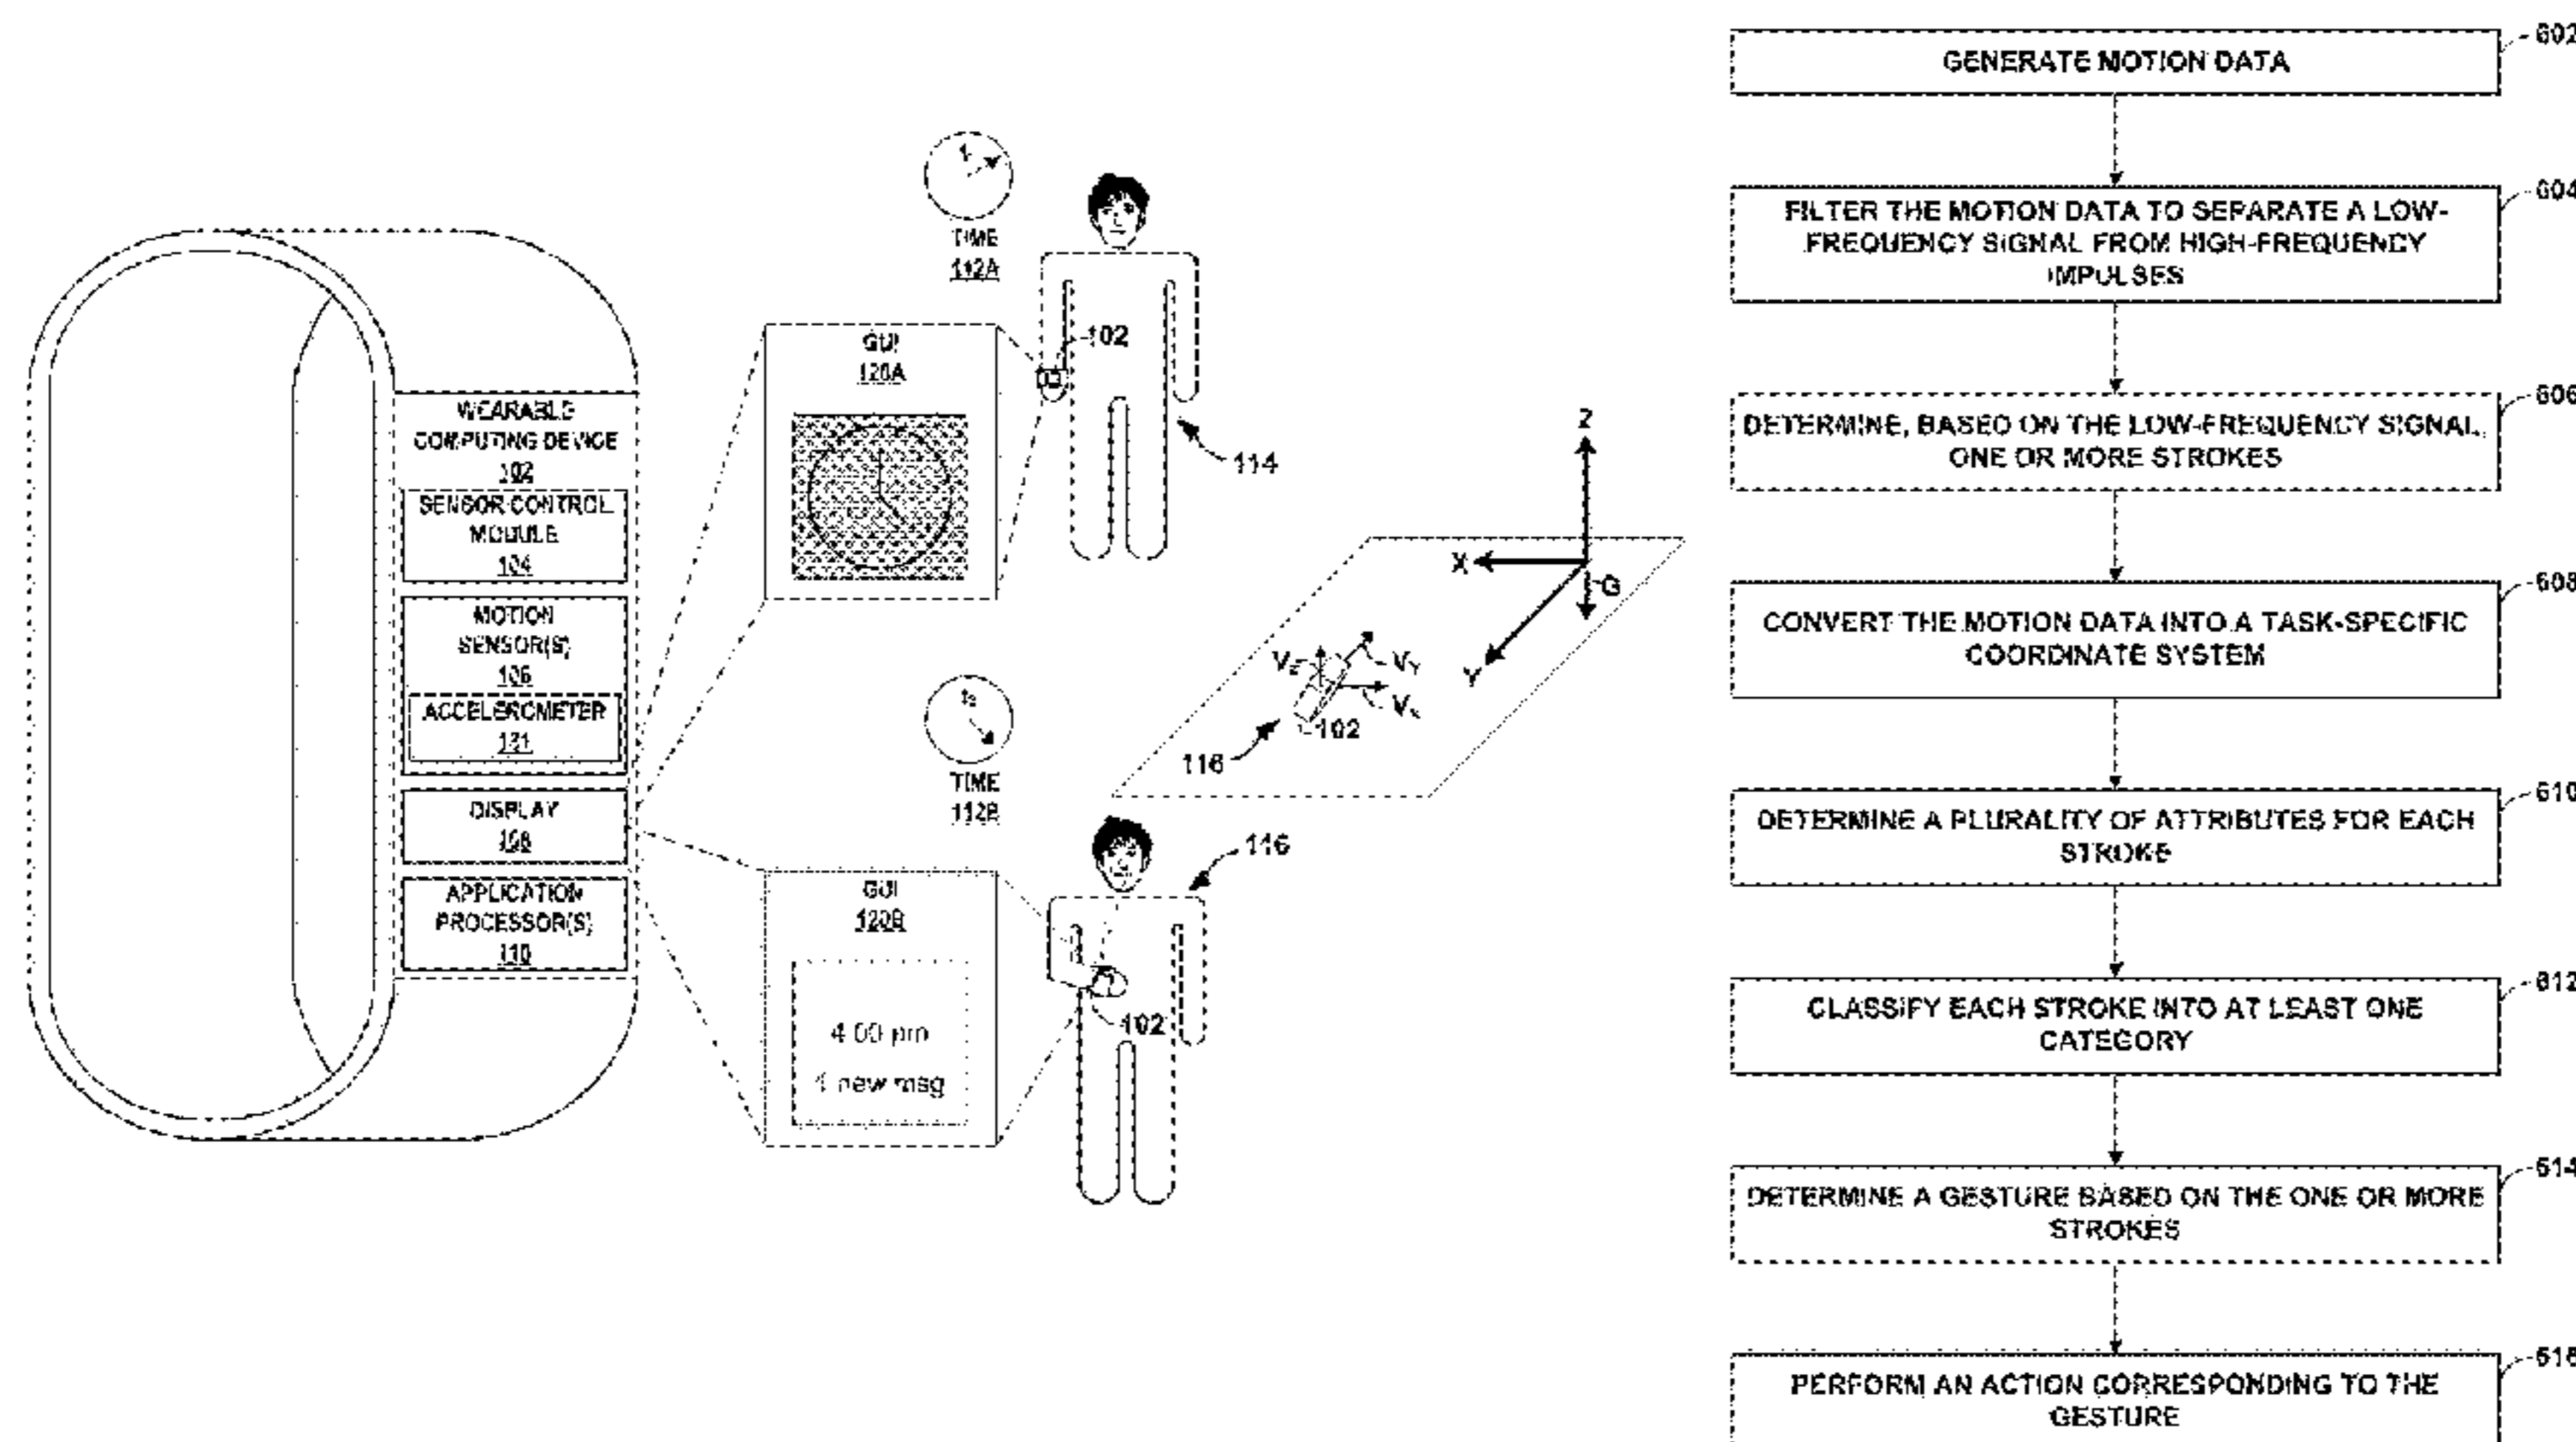 WEARABLE
COMPUTING DEVICE
102
SENSOR CONTROL
MODULE
104
MOTION
SENSOR(S)
106
ACCELEROMETER
131
DISPLAY
108
APPLICATION
PROCESSOR(S)
110
TIME
112A
GUI
120A
102
114
t₂
TIME
112B
GUI
120B
4:00 pm
1 new msg
102
116
Z
X
Y
G
VZ
VY
VX
102
116
602
GENERATE MOTION DATA
604
FILTER THE MOTION DATA TO SEPARATE A LOW-
FREQUENCY SIGNAL FROM HIGH-FREQUENCY
IMPULSES
606
DETERMINE, BASED ON THE LOW-FREQUENCY SIGNAL,
ONE OR MORE STROKES
608
CONVERT THE MOTION DATA INTO A TASK-SPECIFIC
COORDINATE SYSTEM
610
DETERMINE A PLURALITY OF ATTRIBUTES FOR EACH
STROKE
612
CLASSIFY EACH STROKE INTO AT LEAST ONE
CATEGORY
614
DETERMINE A GESTURE BASED ON THE ONE OR MORE
STROKES
616
PERFORM AN ACTION CORRESPONDING TO THE
GESTURE